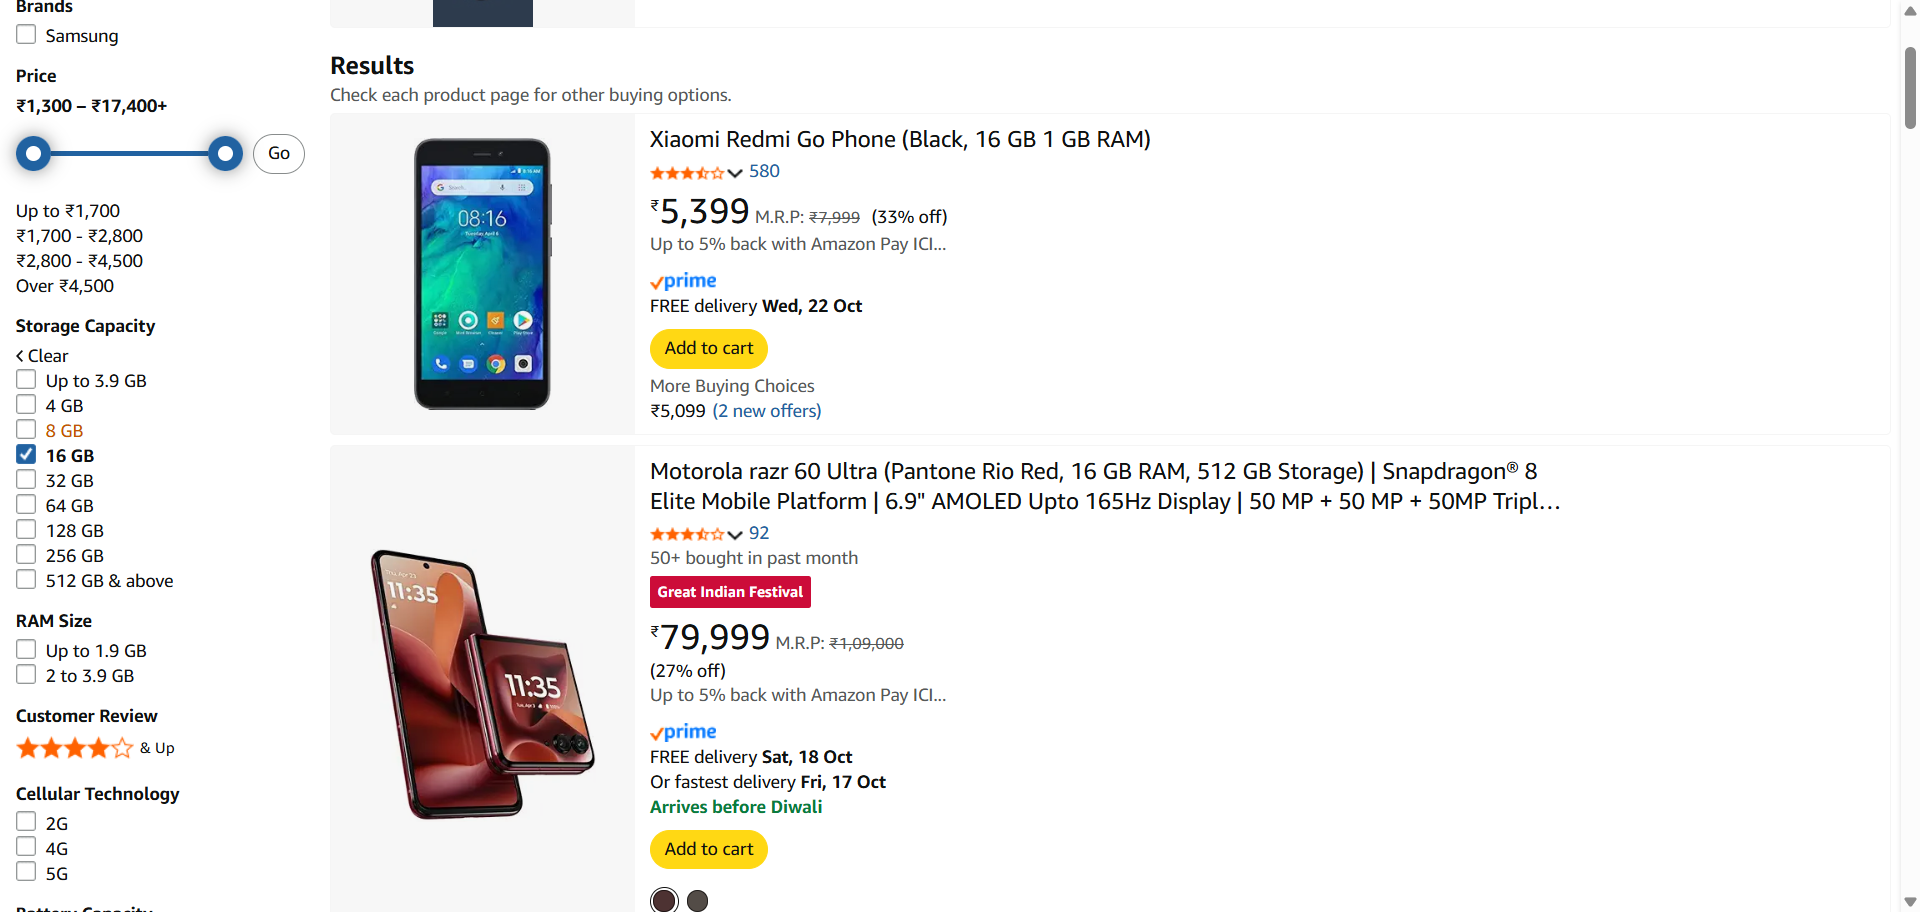 Brands
Samsung
Price
₹1,300 – ₹17,400+
Go
Up to ₹1,700
₹1,700 - ₹2,800
₹2,800 - ₹4,500
Over ₹4,500
Storage Capacity
Clear
Up to 3.9 GB
4 GB
8 GB
16 GB
32 GB
64 GB
128 GB
256 GB
512 GB & above
RAM Size
Up to 1.9 GB
2 to 3.9 GB
Customer Review
& Up
Cellular Technology
2G
4G
5G
Battery Capacity
Results
Check each product page for other buying options.
08:16
Xiaomi Redmi Go Phone (Black, 16 GB 1 GB RAM)
580
₹5,399 M.R.P: ₹7,999 (33% off)
Up to 5% back with Amazon Pay ICI...
prime
FREE delivery Wed, 22 Oct
Add to cart
More Buying Choices
₹5,099 (2 new offers)
11:35
11:35
Motorola razr 60 Ultra (Pantone Rio Red, 16 GB RAM, 512 GB Storage) | Snapdragon® 8
Elite Mobile Platform | 6.9" AMOLED Upto 165Hz Display | 50 MP + 50 MP + 50MP Tripl…
92
50+ bought in past month
Great Indian Festival
₹79,999 M.R.P: ₹1,09,000
(27% off)
Up to 5% back with Amazon Pay ICI...
prime
FREE delivery Sat, 18 Oct
Or fastest delivery Fri, 17 Oct
Arrives before Diwali
Add to cart